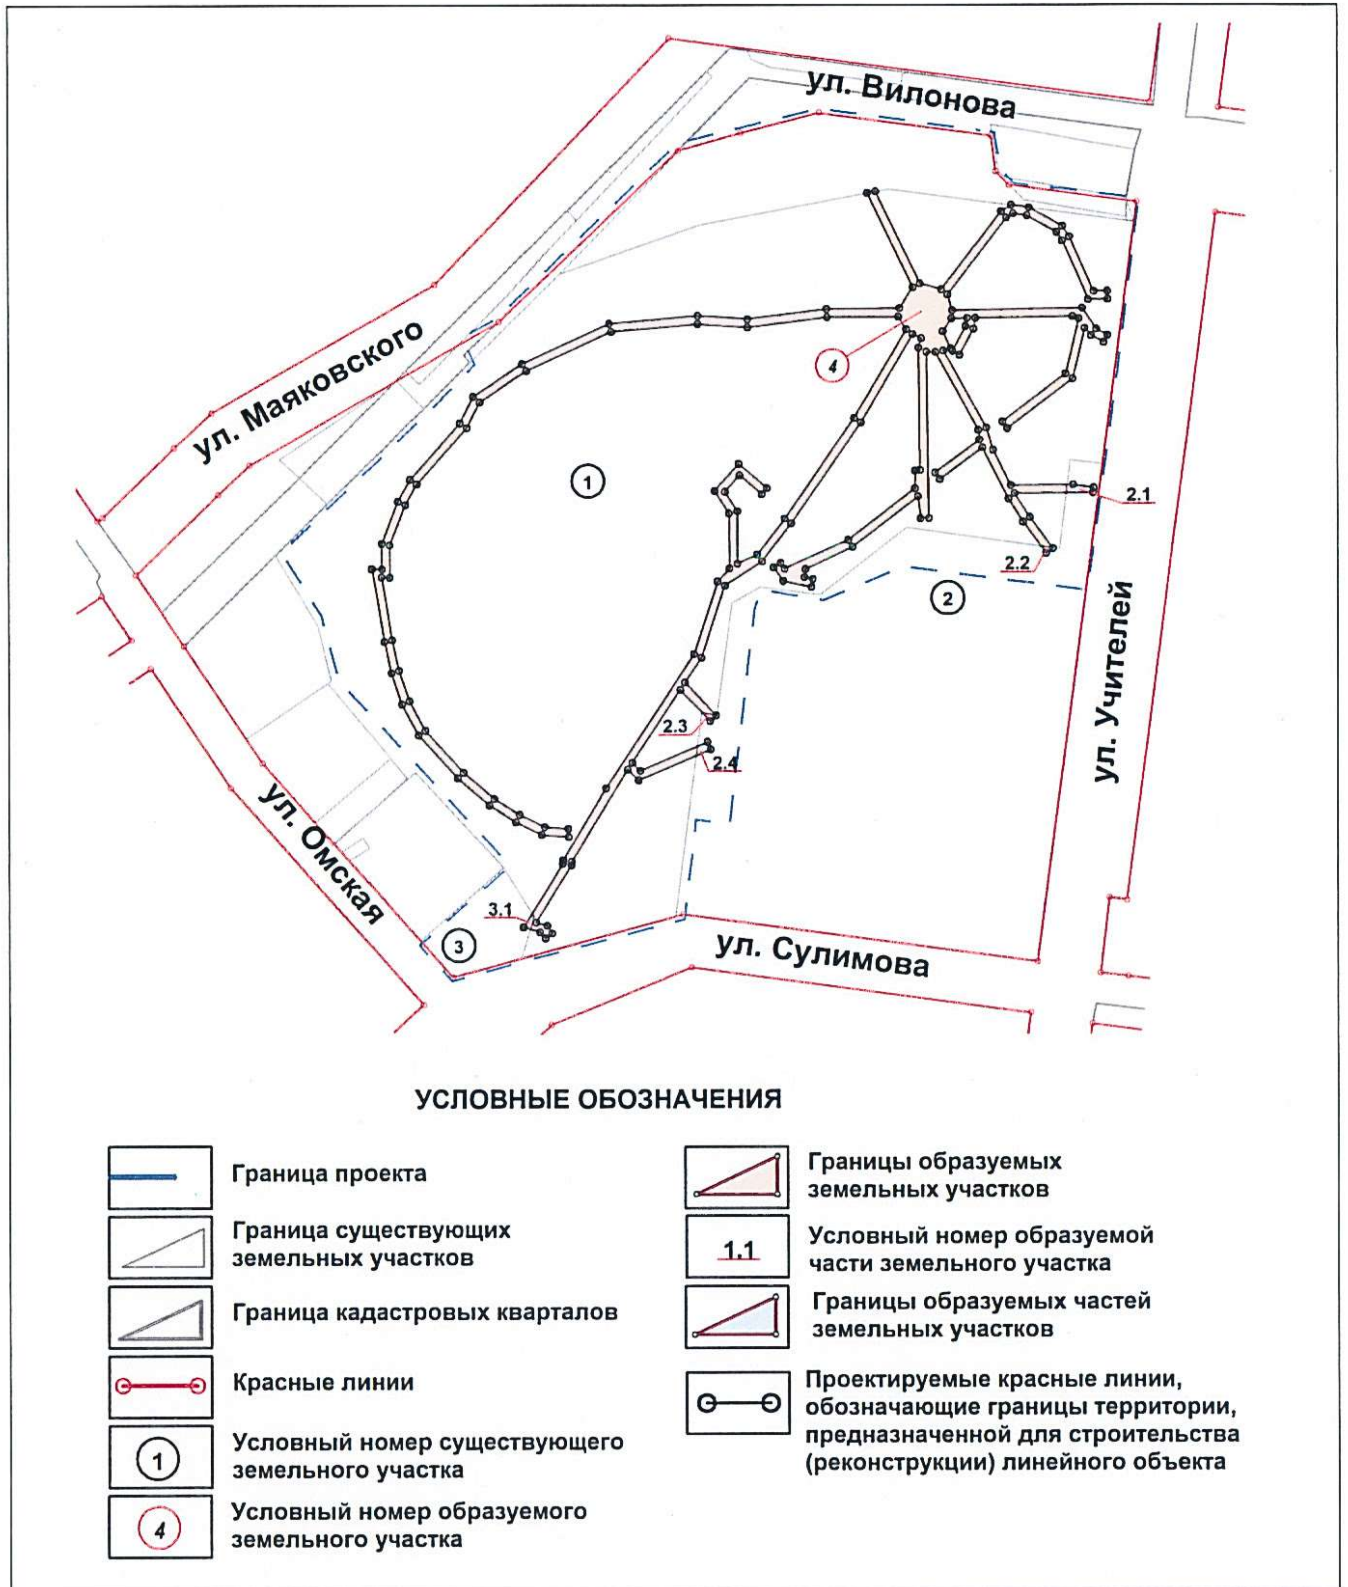 ул. Вилонова
ул. Маяковского
4
1
2.1
2.2
2
ул. Учителей
2.3
2.4
ул. Омская
3.1
3
ул. Сулимова
УСЛОВНЫЕ ОБОЗНАЧЕНИЯ
Граница проекта
Граница существующих
земельных участков
Граница кадастровых кварталов
Красные линии
1
Условный номер существующего
земельного участка
4
Условный номер образуемого
земельного участка
Границы образуемых
земельных участков
1.1
Условный номер образуемой
части земельного участка
Границы образуемых частей
земельных участков
Проектируемые красные линии,
обозначающие границы территории,
предназначенной для строительства
(реконструкции) линейного объекта